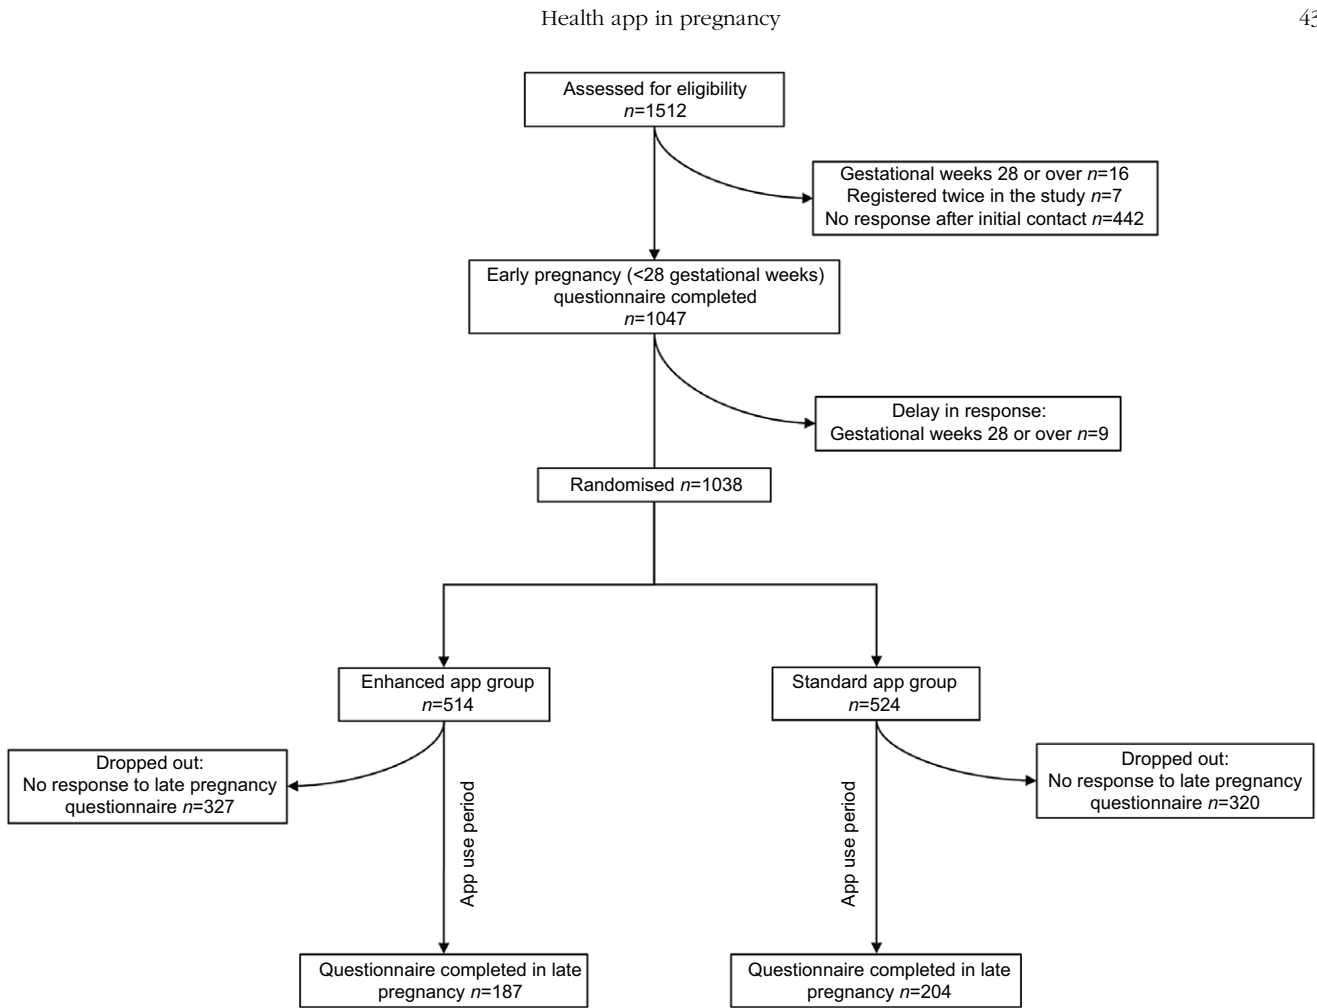 Health app in pregnancy
Assessed for eligibility
n=1512
Gestational weeks 28 or over n=16
Registered twice in the study n=7
No response after initial contact n=442
Early pregnancy (<28 gestational weeks)
questionnaire completed
n=1047
Delay in response:
Gestational weeks 28 or over n=9
Randomised n=1038
Enhanced app group
n=514
Standard app group
n=524
Dropped out:
No response to late pregnancy
questionnaire n=327
App use period
App use period
Dropped out:
No response to late pregnancy
questionnaire n=320
Questionnaire completed in late
pregnancy n=187
Questionnaire completed in late
pregnancy n=204